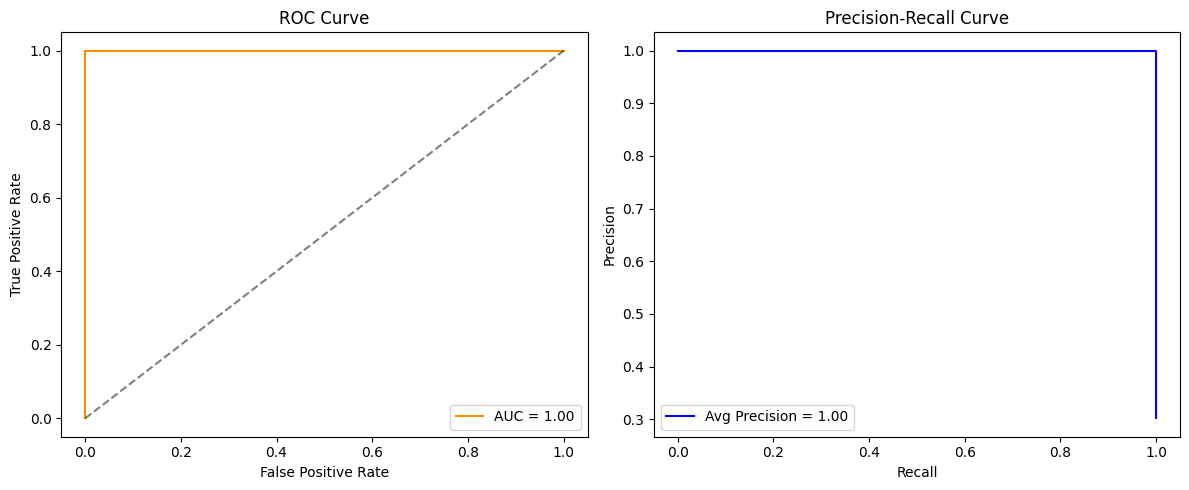 ROC Curve
1.0
0.8
0.6
0.4
0.2
0.0
True Positive Rate
AUC = 1.00
0.0 0.2 0.4 0.6 0.8 1.0
False Positive Rate
Precision-Recall Curve
1.0
0.9
0.8
0.7
0.6
0.5
0.4
0.3
Precision
Avg Precision = 1.00
0.0 0.2 0.4 0.6 0.8 1.0
Recall